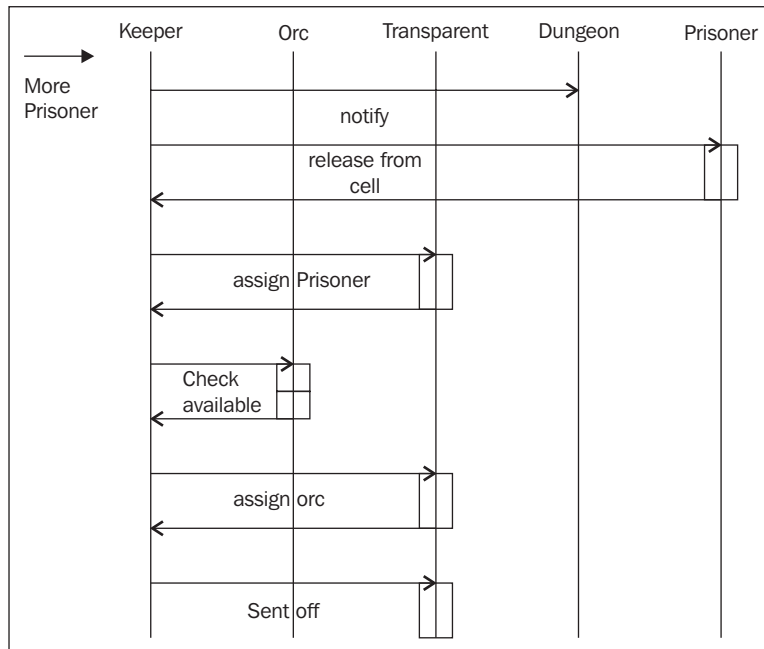 Keeper Orc Transparent Dungeon Prisoner
More
Prisoner
notify
release from
cell
assign Prisoner
Check
available
assign orc
Sent off